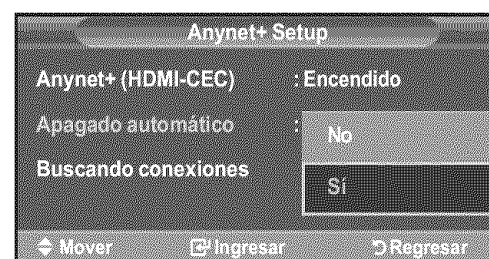 Anynet+ Setup
Anynet+ (HDMI-CEC) : Encendido
Apagado automático :
No
Sí
Buscando conexiones
Mover Ingresar Regresar